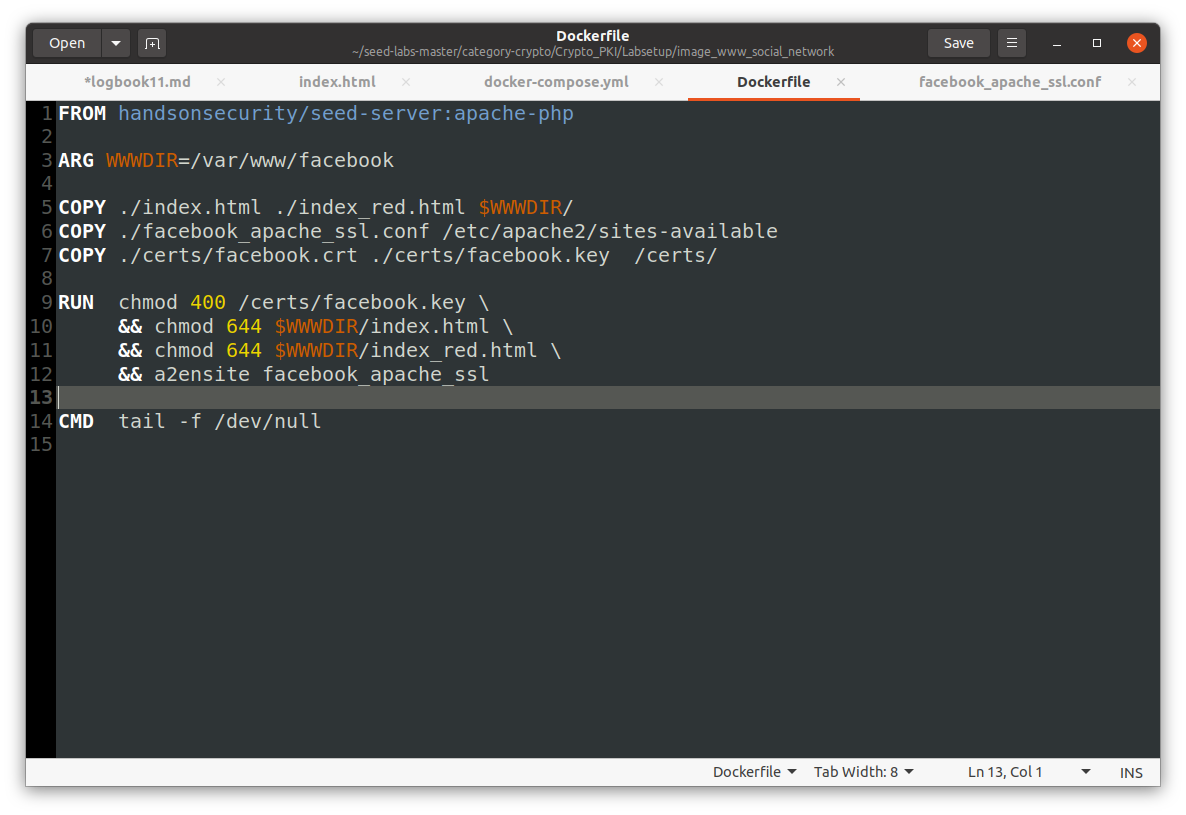 Open
Dockerfile
~/seed-labs-master/category-crypto/Crypto_PKI/Labsetup/image_www_social_network
Save
*logbook11.md × index.html × docker-compose.yml × Dockerfile × facebook_apache_ssl.conf ×
1 FROM handsonsecurity/seed-server:apache-php
2
3 ARG WWWDIR=/var/www/facebook
4
5 COPY ./index.html ./index_red.html $WWWDIR/
6 COPY ./facebook_apache_ssl.conf /etc/apache2/sites-available
7 COPY ./certs/facebook.crt ./certs/facebook.key  /certs/
8
9 RUN  chmod 400 /certs/facebook.key \
10      && chmod 644 $WWWDIR/index.html \
11      && chmod 644 $WWWDIR/index_red.html \
12      && a2ensite facebook_apache_ssl
13
14 CMD  tail -f /dev/null
15
Dockerfile Tab Width: 8 Ln 13, Col 1 INS